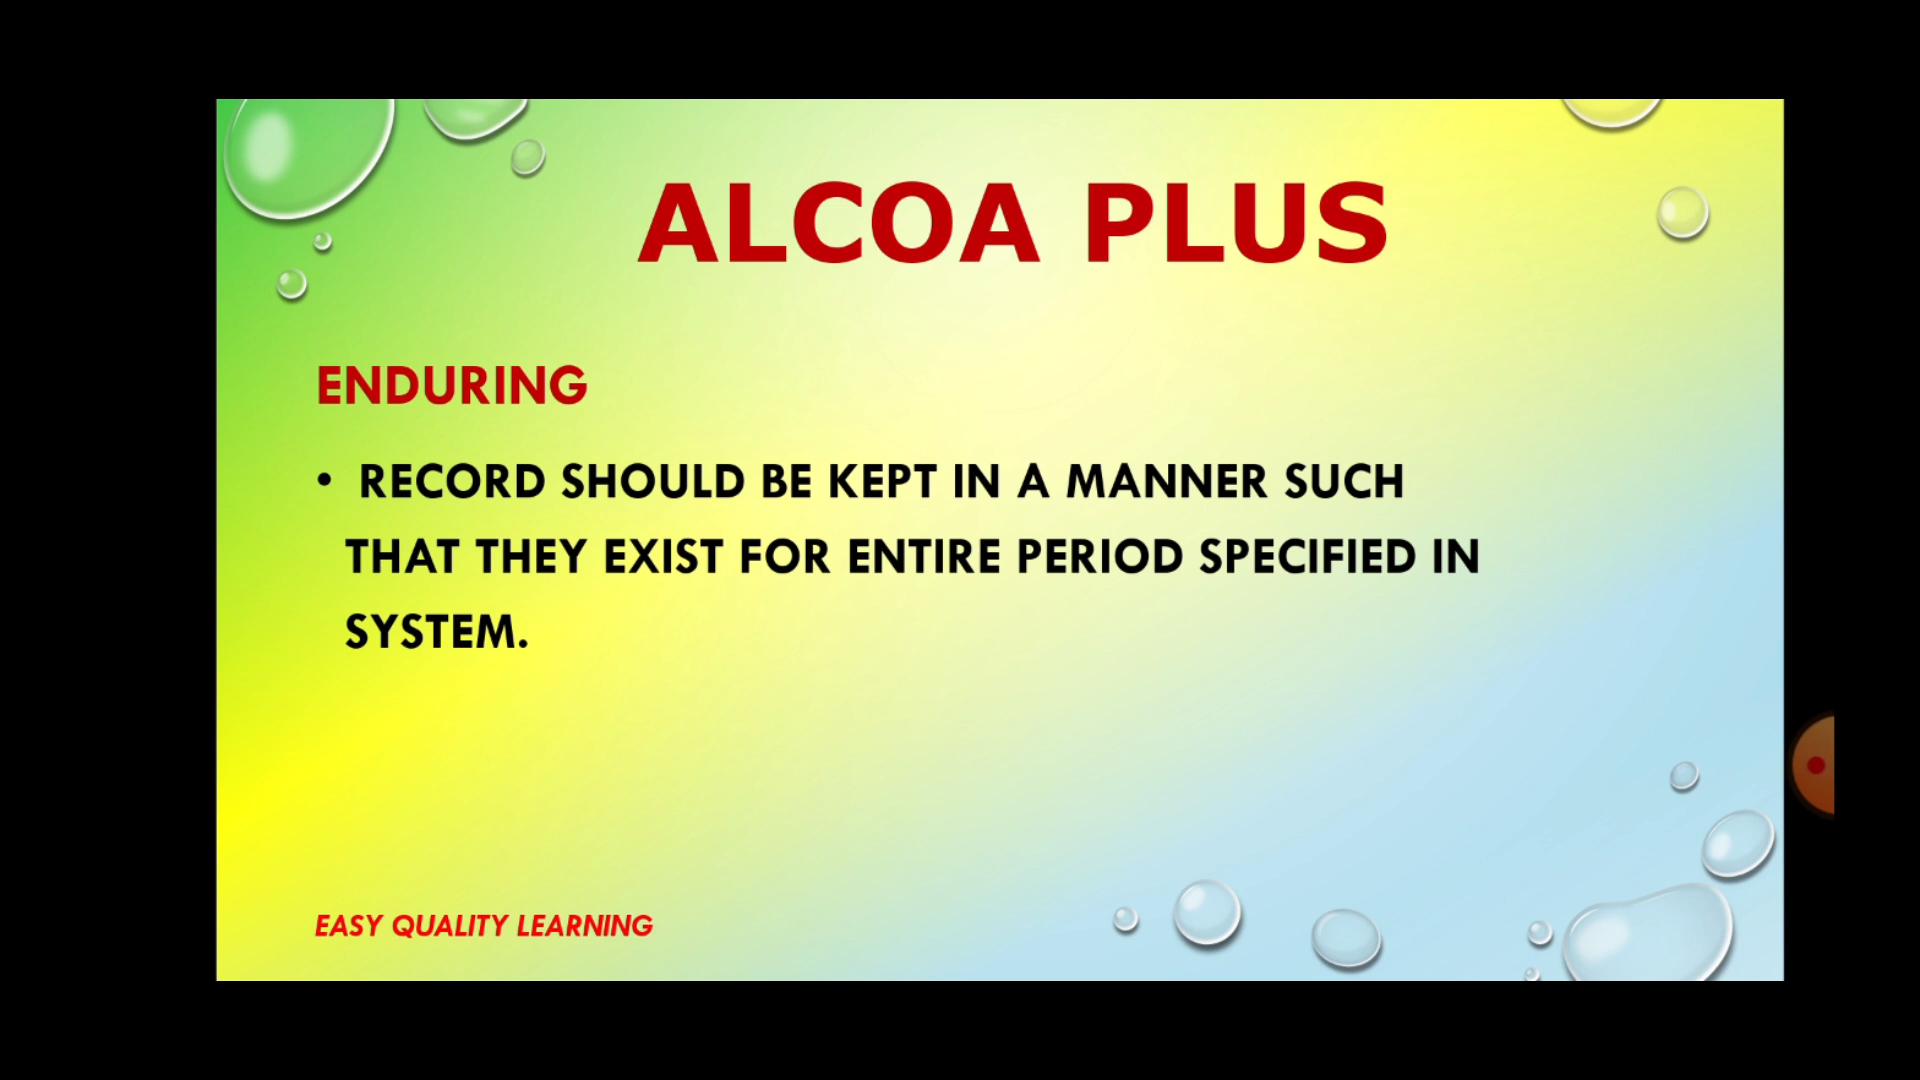 ALCOA PLUS
ENDURING
• RECORD SHOULD BE KEPT IN A MANNER SUCH
THAT THEY EXIST FOR ENTIRE PERIOD SPECIFIED IN
SYSTEM.
EASY QUALITY LEARNING